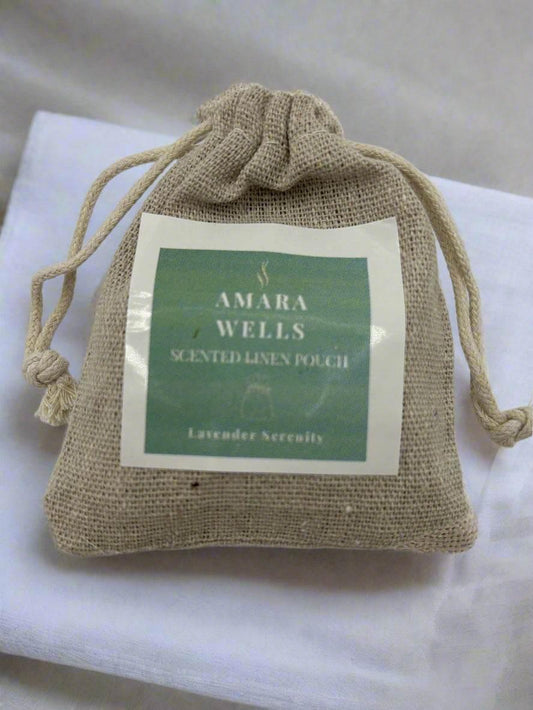 AMARA
WELLS
SCENTED LINEN POUCH
Lavender Serenity